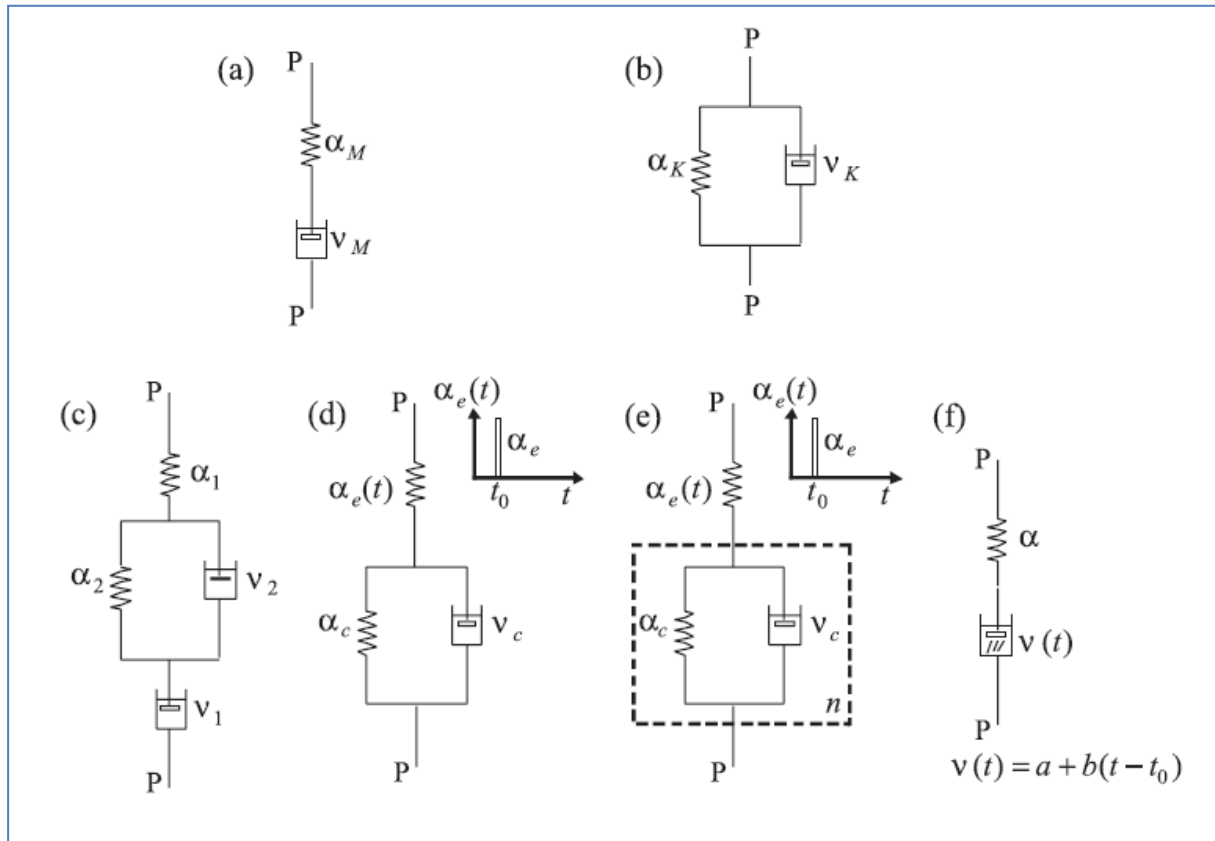 (a)
P
α_M
ν_M
P
(b)
P
α_K
ν_K
P
(c)
P
α_1
α_2
ν_2
ν_1
P
(d)
P
α_e(t)
α_e
t_0
t
α_e(t)
α_c
ν_c
P
(e)
P
α_e(t)
α_e
t_0
t
α_e(t)
α_c
ν_c
n
P
(f)
P
α
ν(t)
P
ν(t) = a + b(t − t_0)